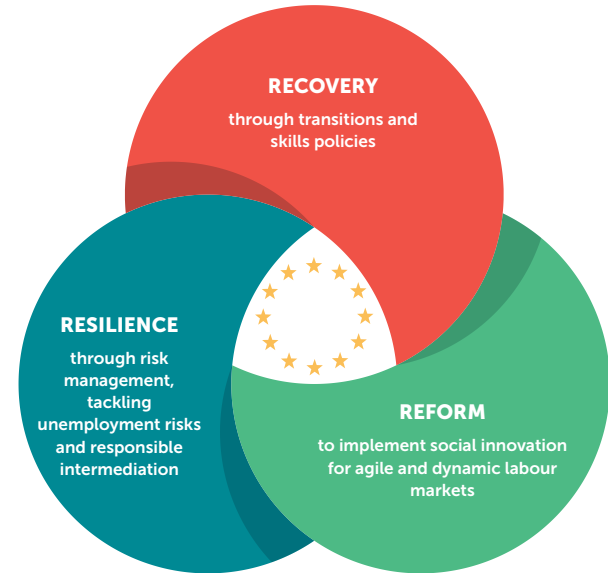 RECOVERY
through transitions and
skills policies
RESILIENCE
through risk
management,
tackling
unemployment risks
and responsible
intermediation
REFORM
to implement social innovation
for agile and dynamic labour
markets